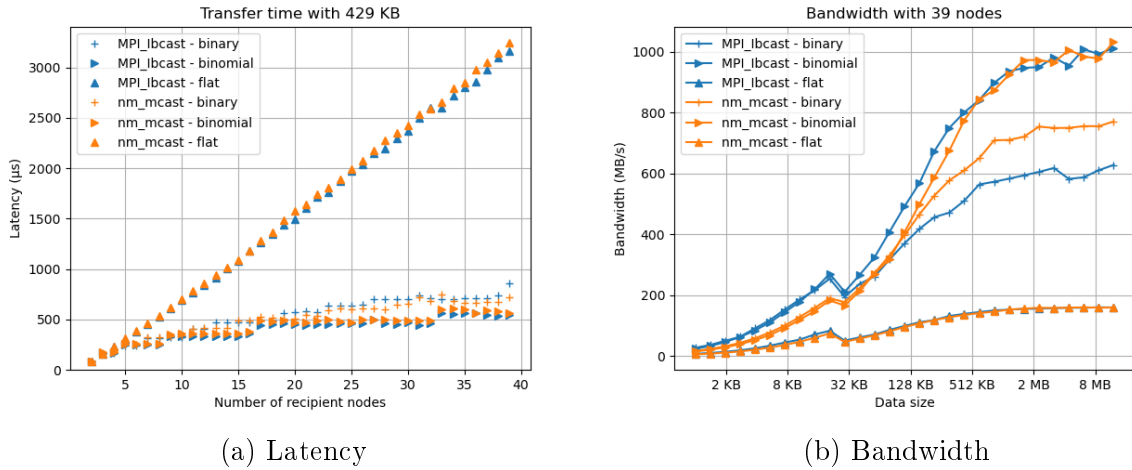 Transfer time with 429 KB
MPI_Ibcast - binary
MPI_Ibcast - binomial
MPI_Ibcast - flat
nm_mcast - binary
nm_mcast - binomial
nm_mcast - flat
Latency (µs)
3000
2500
2000
1500
1000
500
0
5
10
15
20
25
30
35
40
Number of recipient nodes
(a) Latency
Bandwidth with 39 nodes
MPI_Ibcast - binary
MPI_Ibcast - binomial
MPI_Ibcast - flat
nm_mcast - binary
nm_mcast - binomial
nm_mcast - flat
Bandwidth (MB/s)
1000
800
600
400
200
0
2 KB
8 KB
32 KB
128 KB
512 KB
2 MB
8 MB
Data size
(b) Bandwidth